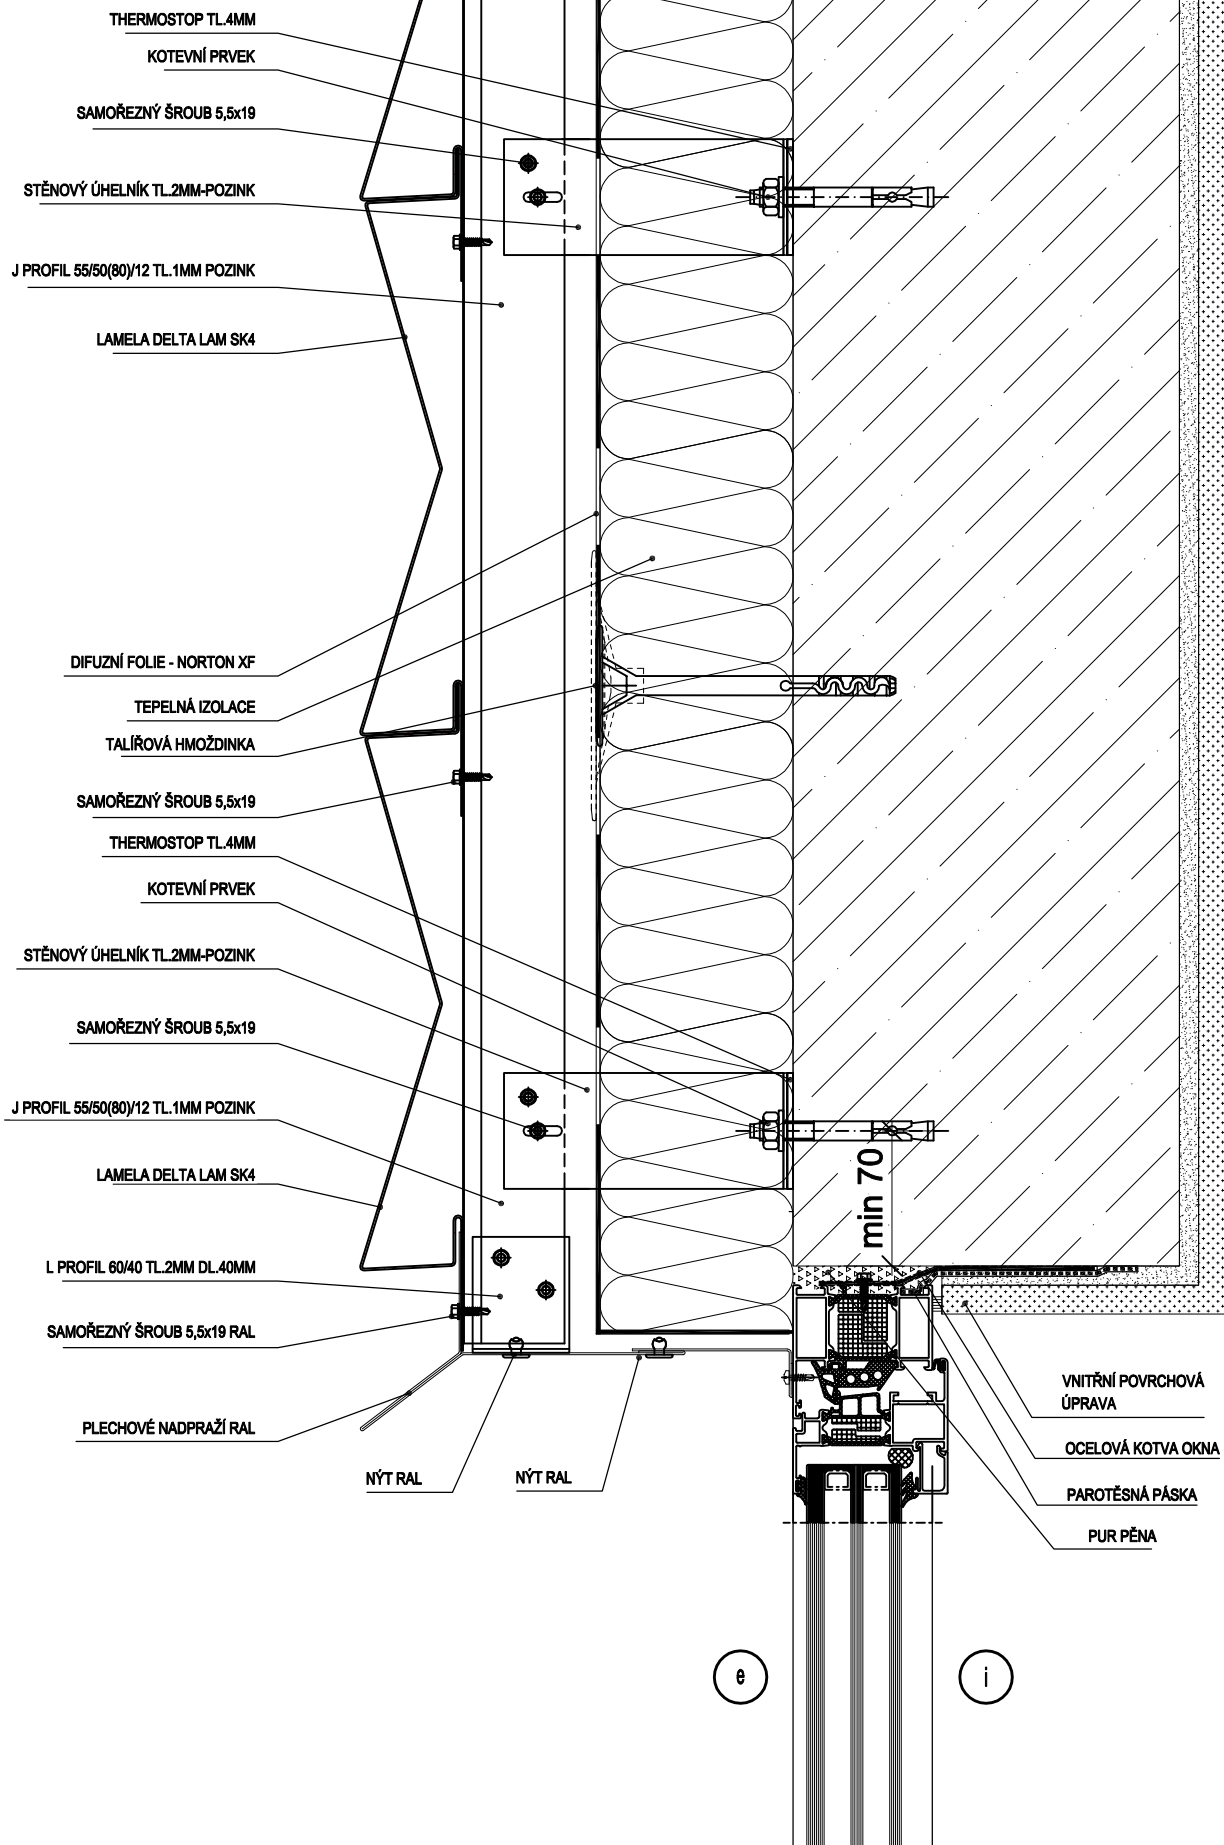 THERMOSTOP TL.4MM
KOTEVNÍ PRVEK
SAMOŘEZNÝ ŠROUB 5,5x19
STĚNOVÝ ÚHELNÍK TL.2MM-POZINK
J PROFIL 55/50(80)/12 TL.1MM POZINK
LAMELA DELTA LAM SK4
DIFUZNÍ FOLIE - NORTON XF
TEPELNÁ IZOLACE
TALÍŘOVÁ HMOŽDINKA
SAMOŘEZNÝ ŠROUB 5,5x19
THERMOSTOP TL.4MM
KOTEVNÍ PRVEK
STĚNOVÝ ÚHELNÍK TL.2MM-POZINK
SAMOŘEZNÝ ŠROUB 5,5x19
J PROFIL 55/50(80)/12 TL.1MM POZINK
LAMELA DELTA LAM SK4
min 70
L PROFIL 60/40 TL.2MM DL.40MM
SAMOŘEZNÝ ŠROUB 5,5x19 RAL
PLECHOVÉ NADPRAŽÍ RAL
NÝT RAL
NÝT RAL
VNITŘNÍ POVRCHOVÁ
ÚPRAVA
OCELOVÁ KOTVA OKNA
PAROTĚSNÁ PÁSKA
PUR PĚNA
e
i